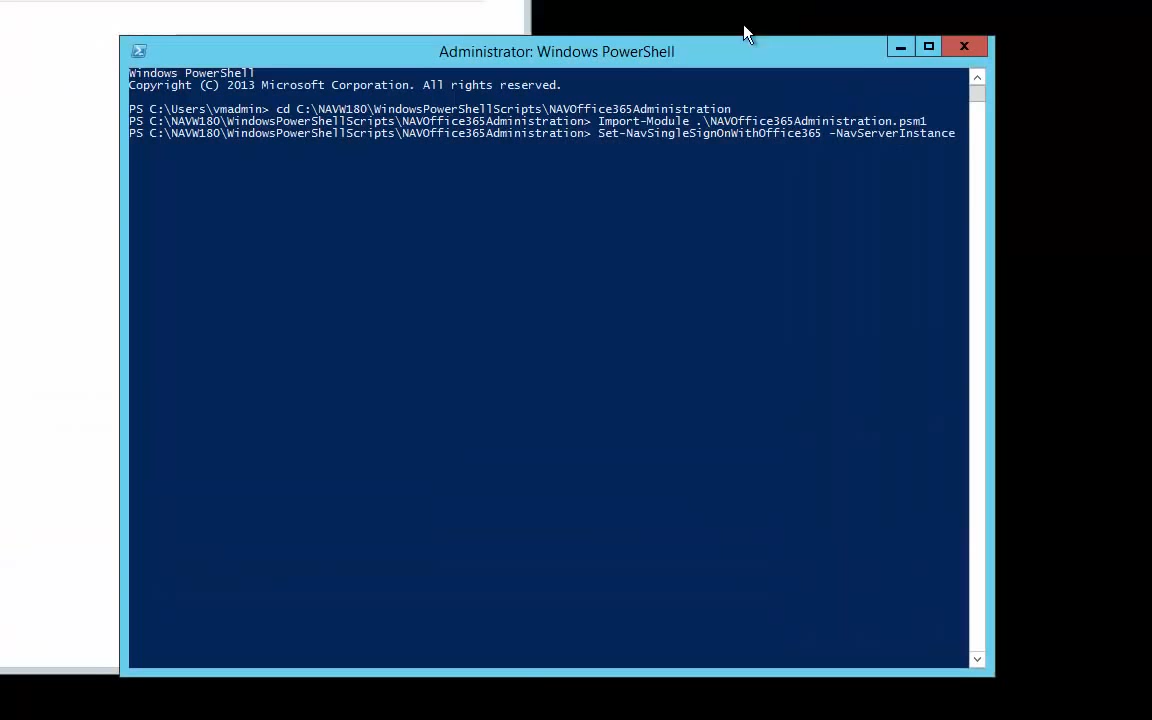 Administrator: Windows PowerShell
Windows PowerShell
Copyright (C) 2013 Microsoft Corporation. All rights reserved.
PS C:\Users\vmadmin> cd C:\NAVW180\WindowsPowerShellScripts\NAVOffice365Administration
PS C:\NAVW180\WindowsPowerShellScripts\NAVOffice365Administration> Import-Module .\NAVOffice365Administration.psm1
PS C:\NAVW180\WindowsPowerShellScripts\NAVOffice365Administration> Set-NavSingleSignOnWithOffice365 -NavServerInstance